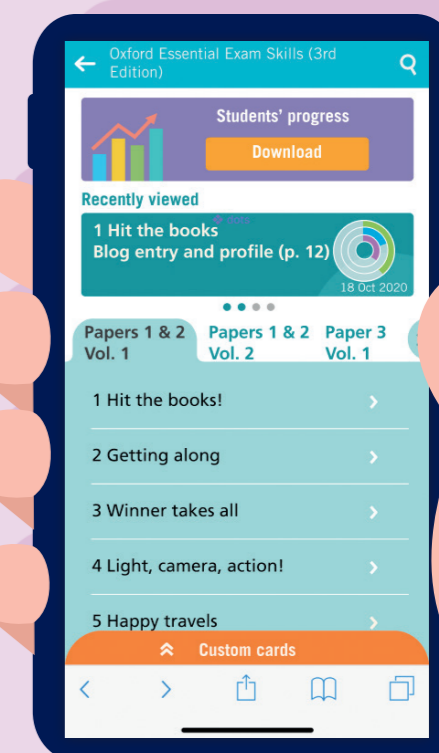 Oxford Essential Exam Skills (3rd
Edition)
Students' progress
Download
Recently viewed
dots
1 Hit the books
Blog entry and profile (p. 12)
18 Oct 2020
Papers 1 & 2
Vol. 1
Papers 1 & 2
Vol. 2
Paper 3
Vol. 1
1 Hit the books!
2 Getting along
3 Winner takes all
4 Light, camera, action!
5 Happy travels
Custom cards